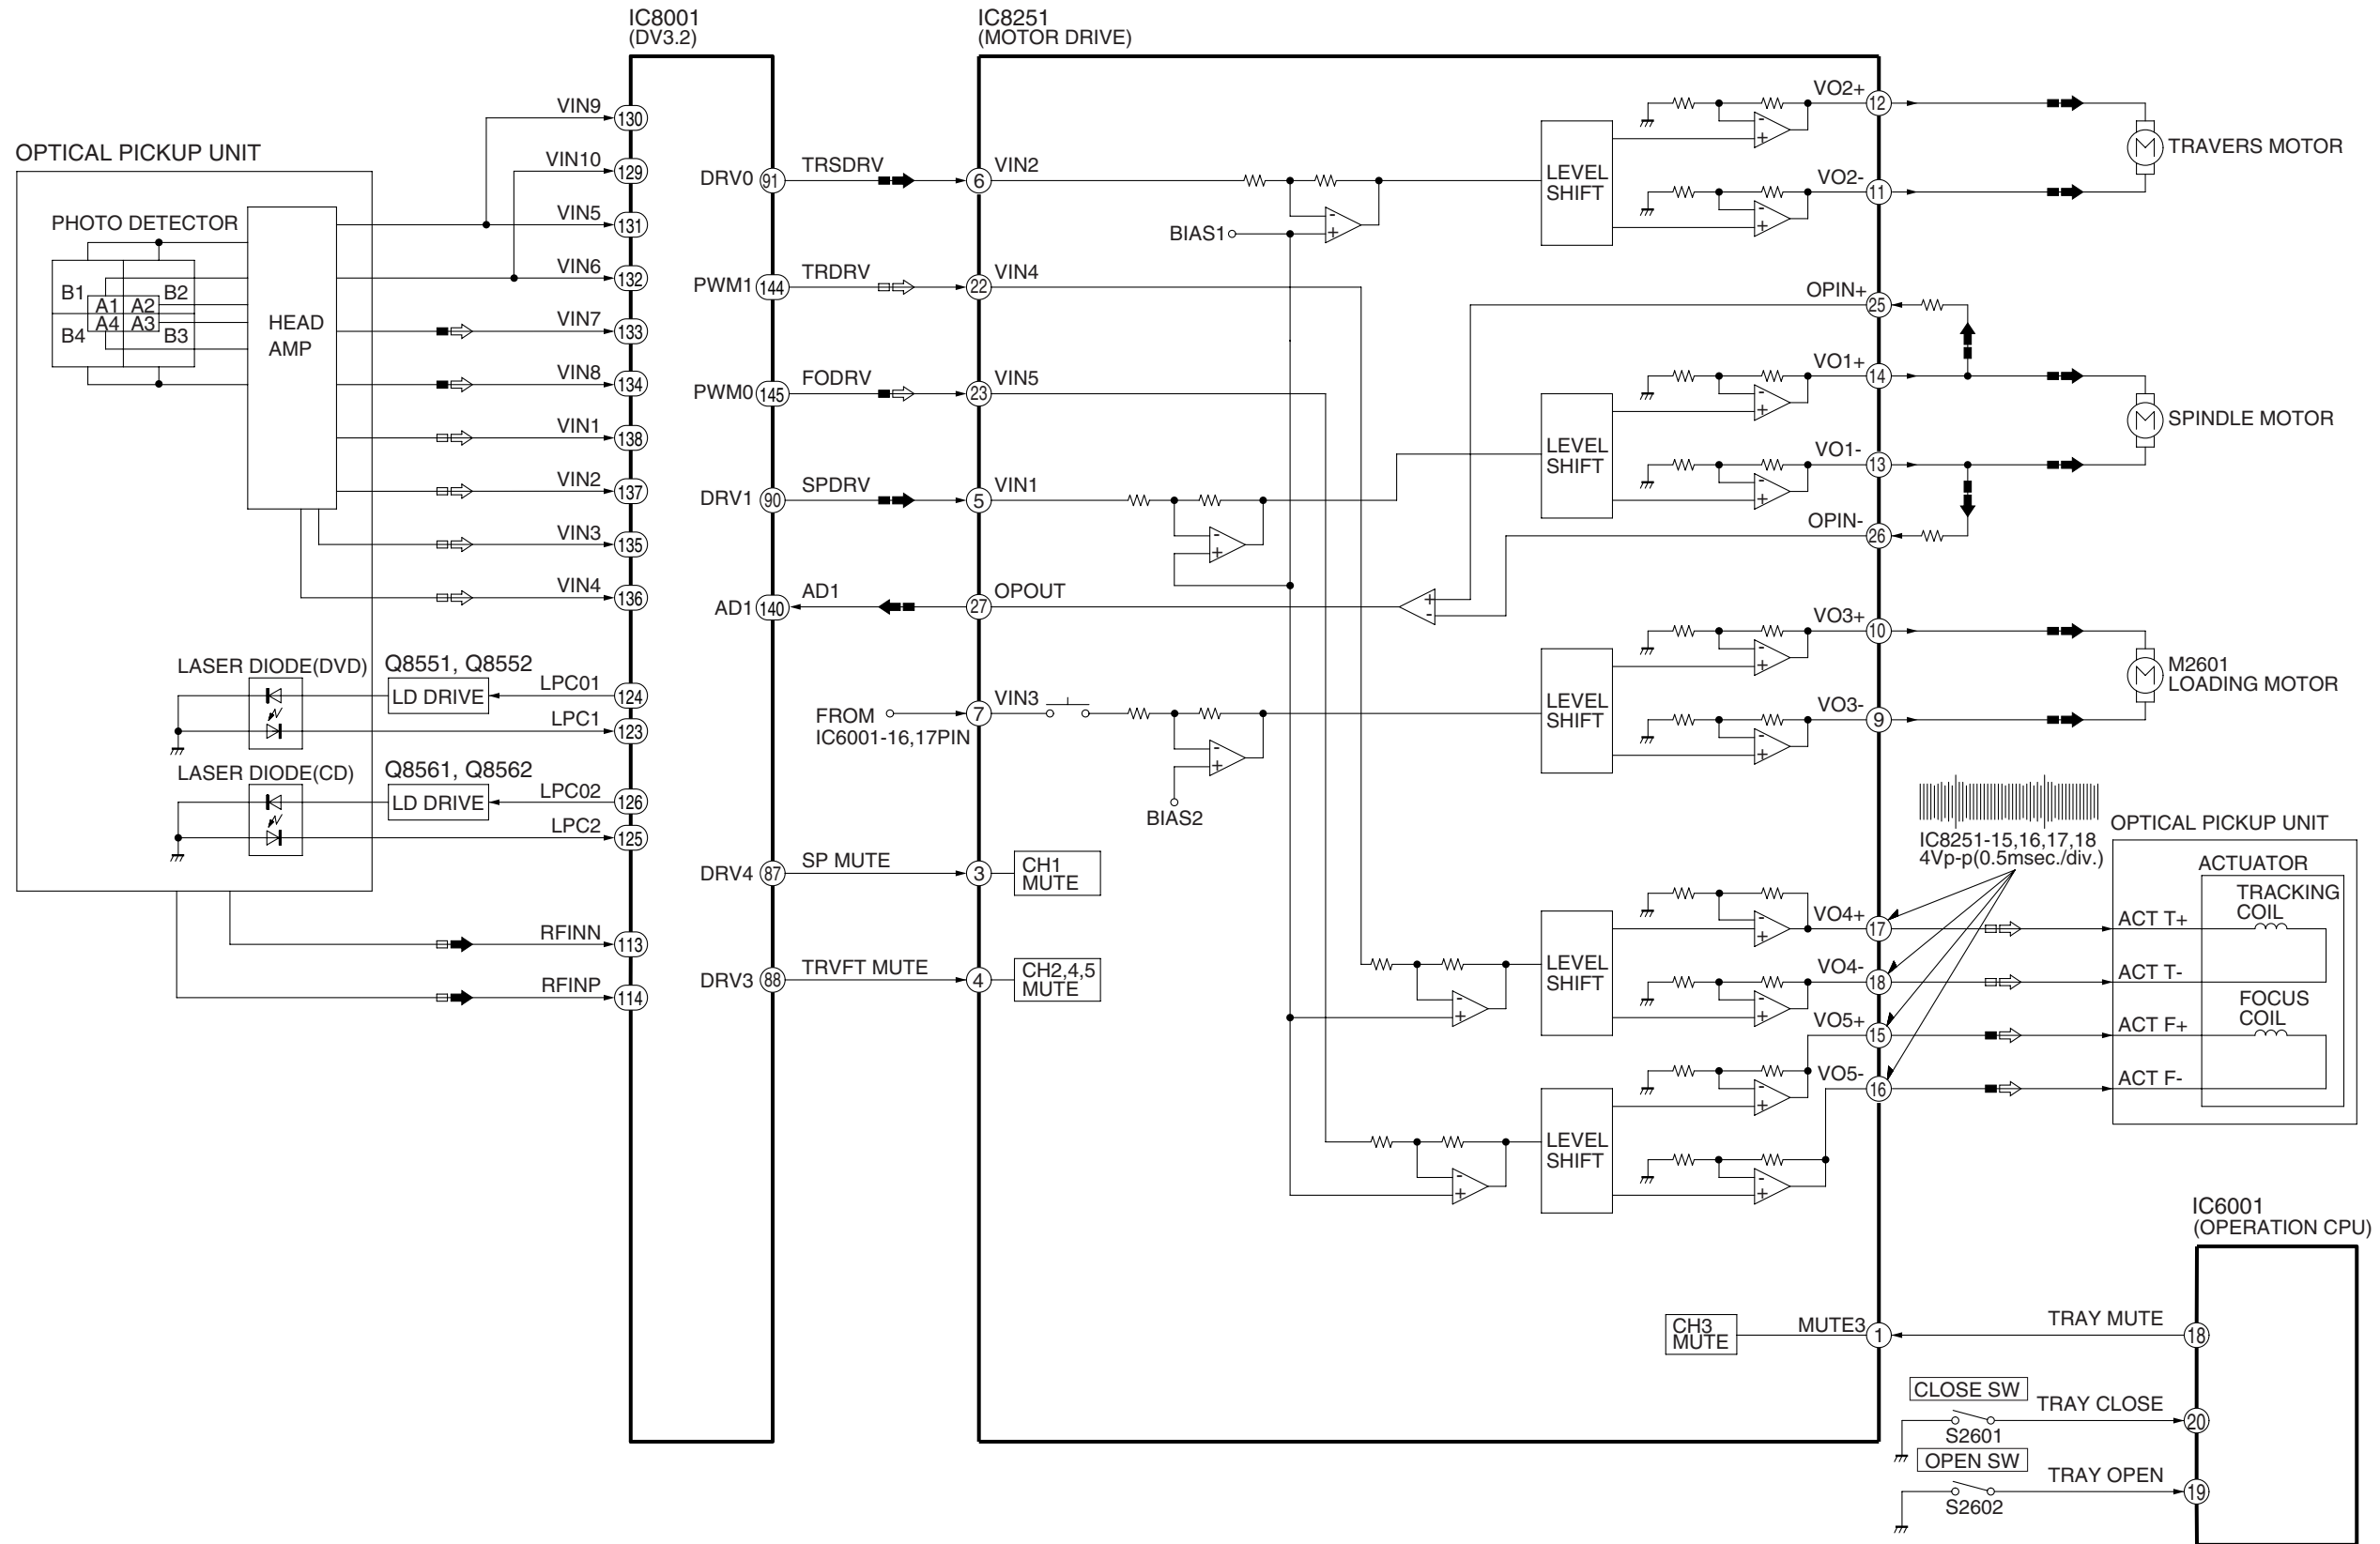 IC8001
(DV3.2)
IC8251
(MOTOR DRIVE)
OPTICAL PICKUP UNIT
PHOTO DETECTOR
B1
B2
A1
A2
A4
A3
B4
B3
HEAD
AMP
VIN9
130
VIN10
129
VIN5
131
VIN6
132
VIN7
133
VIN8
134
VIN1
138
VIN2
137
VIN3
135
VIN4
136
LASER DIODE(DVD)
Q8551, Q8552
LD DRIVE
LPC01
124
LPC1
123
LASER DIODE(CD)
Q8561, Q8562
LD DRIVE
LPC02
126
LPC2
125
RFINN
113
RFINP
114
DRV0
91
TRSDRV
6
VIN2
PWM1
144
TRDRV
22
VIN4
PWM0
145
FODRV
23
VIN5
DRV1
90
SPDRV
5
VIN1
AD1
140
AD1
27
OPOUT
FROM
IC6001-16,17PIN
7
VIN3
DRV4
87
SP MUTE
3
CH1
MUTE
DRV3
88
TRVFT MUTE
4
CH2,4,5
MUTE
BIAS1
-
+
-
+
-
+
BIAS2
+
-
-
+
-
+
LEVEL
SHIFT
-
+
-
+
VO2+
12
VO2-
11
TRAVERS MOTOR
M
OPIN+
25
LEVEL
SHIFT
-
+
-
+
VO1+
14
VO1-
13
SPINDLE MOTOR
M
OPIN-
26
LEVEL
SHIFT
-
+
-
+
VO3+
10
VO3-
9
M
M2601
LOADING MOTOR
IC8251-15,16,17,18
4Vp-p(0.5msec./div.)
LEVEL
SHIFT
-
+
-
+
VO4+
17
VO4-
18
LEVEL
SHIFT
-
+
-
+
VO5+
15
VO5-
16
OPTICAL PICKUP UNIT
ACTUATOR
TRACKING
COIL
ACT T+
ACT T-
FOCUS
COIL
ACT F+
ACT F-
IC6001
(OPERATION CPU)
CH3
MUTE
MUTE3
1
TRAY MUTE
18
CLOSE SW
TRAY CLOSE
20
S2601
OPEN SW
TRAY OPEN
19
S2602